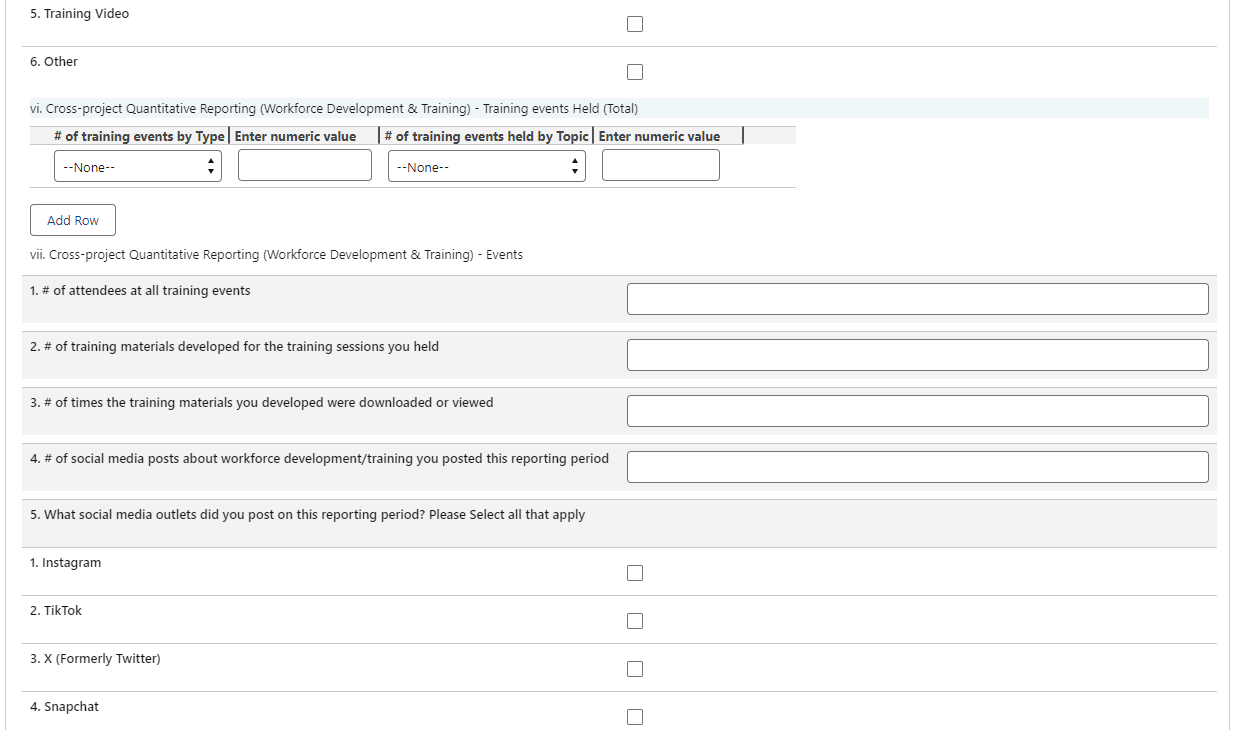 5. Training Video
6. Other
vi. Cross-project Quantitative Reporting (Workforce Development & Training) - Training events Held (Total)
# of training events by Type Enter numeric value # of training events held by Topic Enter numeric value
--None-- --None--
Add Row
vii. Cross-project Quantitative Reporting (Workforce Development & Training) - Events
1. # of attendees at all training events
2. # of training materials developed for the training sessions you held
3. # of times the training materials you developed were downloaded or viewed
4. # of social media posts about workforce development/training you posted this reporting period
5. What social media outlets did you post on this reporting period? Please Select all that apply
1. Instagram
2. TikTok
3. X (Formerly Twitter)
4. Snapchat